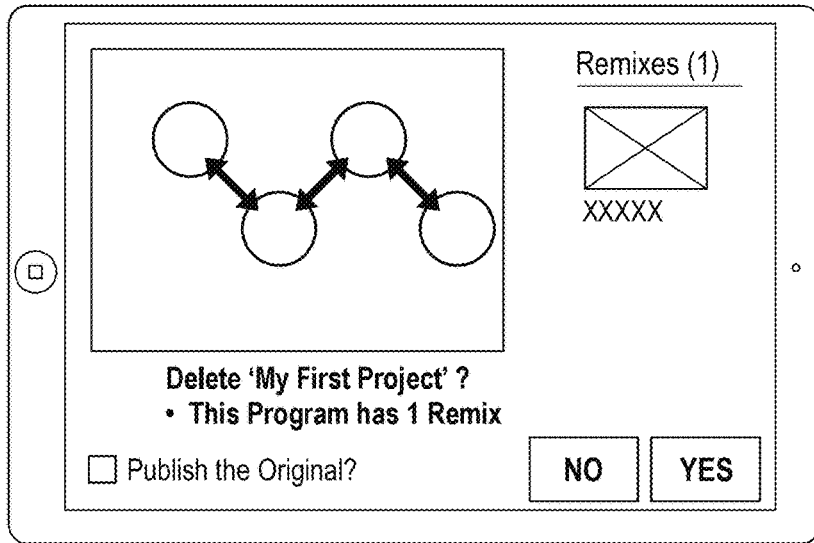 Remixes (1)
XXXXX
Delete ‘My First Project’ ?
• This Program has 1 Remix
Publish the Original?
NO
YES